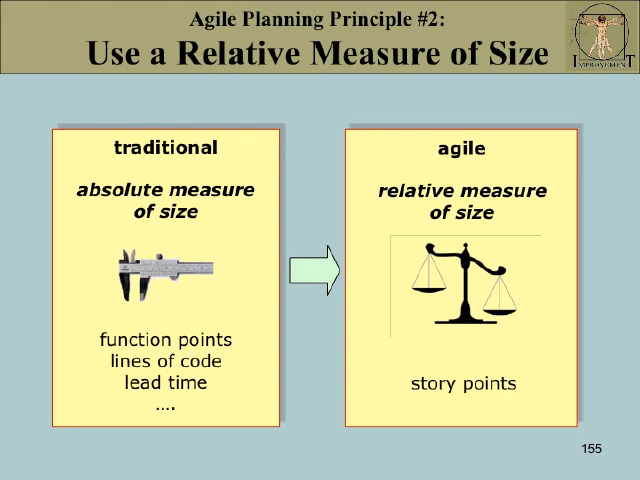 Agile Planning Principle #2:
Use a Relative Measure of Size
IMPROVEMENT
traditional
absolute measure
of size
function points
lines of code
lead time
….
agile
relative measure
of size
story points
155